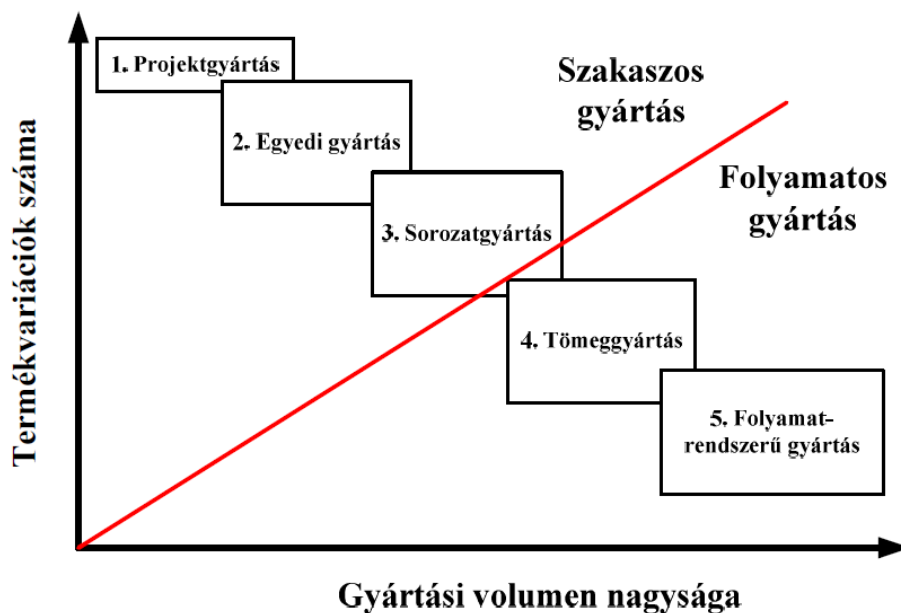 1. Projektgyártás
Szakaszos
gyártás
2. Egyedi gyártás
Folyamatos
gyártás
3. Sorozatgyártás
4. Tömeggyártás
5. Folyamat-
rendszerű gyártás
Termékvariációk száma
Gyártási volumen nagysága